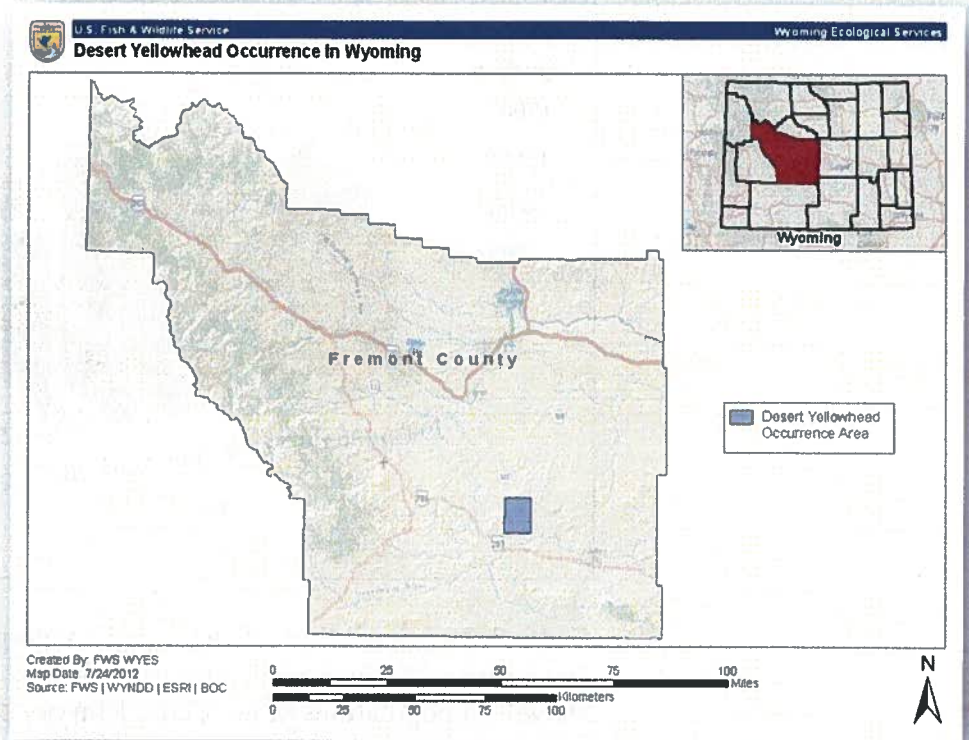 U.S. Fish & Wildlife Service
Wyoming Ecological Services
Desert Yellowhead Occurrence in Wyoming
Wyoming
Fremont County
Desert Yellowhead
Occurrence Area
Created By: FWS WYES
Map Date: 7/24/2012
Source: FWS | WYNDD | ESRI | BOC
0 25 50 75 100
Miles
Kilometers
0 25 50 75 100
N